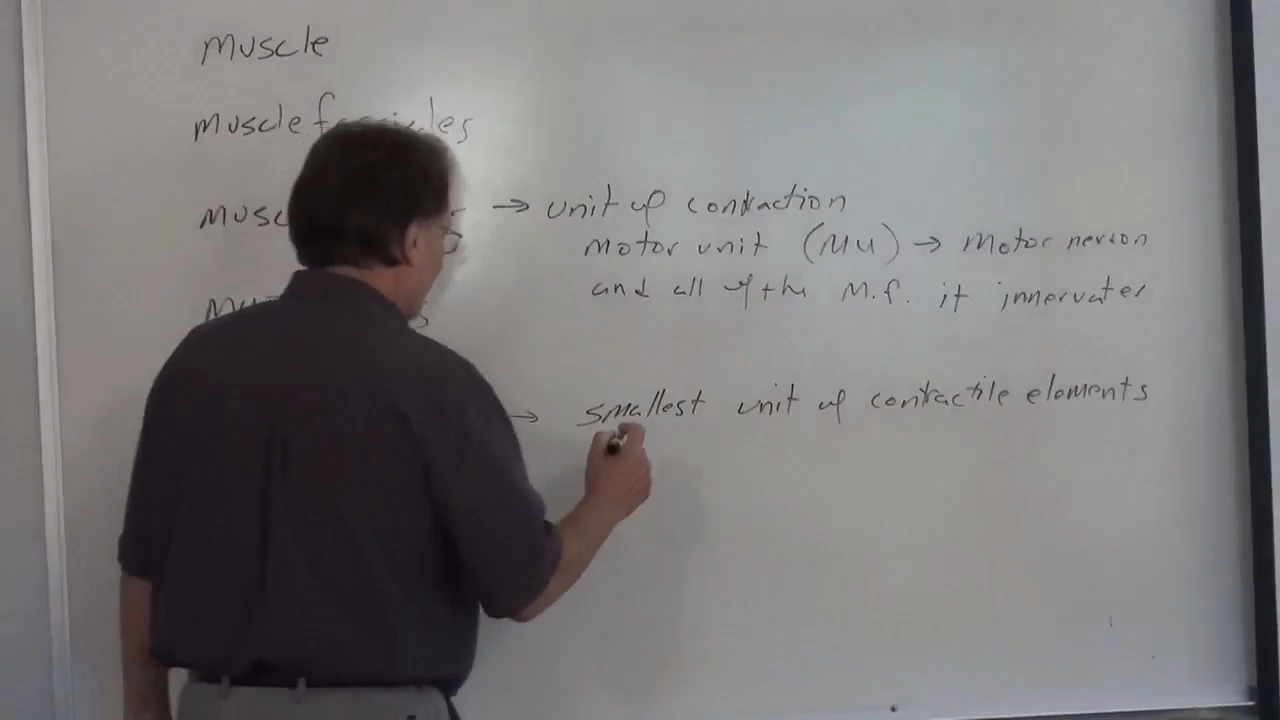 muscle
muscle fascicles
→ unit of contraction
motor unit (MU) → motor neuron
and all of the M.f. it innervates
→ smallest unit of contractile elements